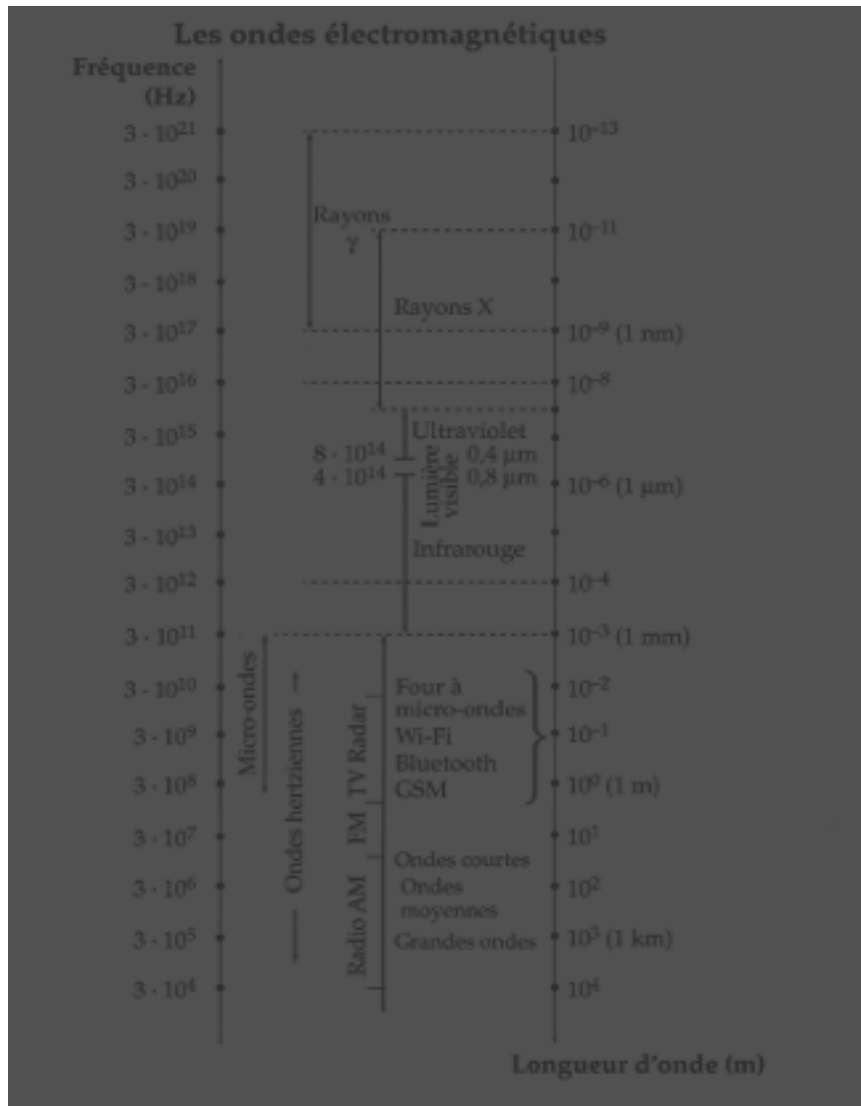 Les ondes électromagnétiques
Fréquence
(Hz)
3 · 10²¹
10⁻¹³
3 · 10²⁰
Rayons
γ
3 · 10¹⁹
10⁻¹¹
3 · 10¹⁸
Rayons X
3 · 10¹⁷
10⁻⁹ (1 nm)
3 · 10¹⁶
10⁻⁸
3 · 10¹⁵
Ultraviolet
8 · 10¹⁴
0,4 µm
4 · 10¹⁴
0,8 µm
Lumière
visible
3 · 10¹⁴
10⁻⁶ (1 µm)
3 · 10¹³
Infrarouge
3 · 10¹²
10⁻⁴
3 · 10¹¹
10⁻³ (1 mm)
Micro-ondes
Ondes hertziennes
3 · 10¹⁰
TV Radar
Four à
micro-ondes
10⁻²
3 · 10⁹
Wi-Fi
10⁻¹
Bluetooth
3 · 10⁸
GSM
10⁰ (1 m)
3 · 10⁷
FM
10¹
Ondes courtes
3 · 10⁶
Radio AM
Ondes
moyennes
10²
3 · 10⁵
Grandes ondes
10³ (1 km)
3 · 10⁴
10⁴
Longueur d'onde (m)